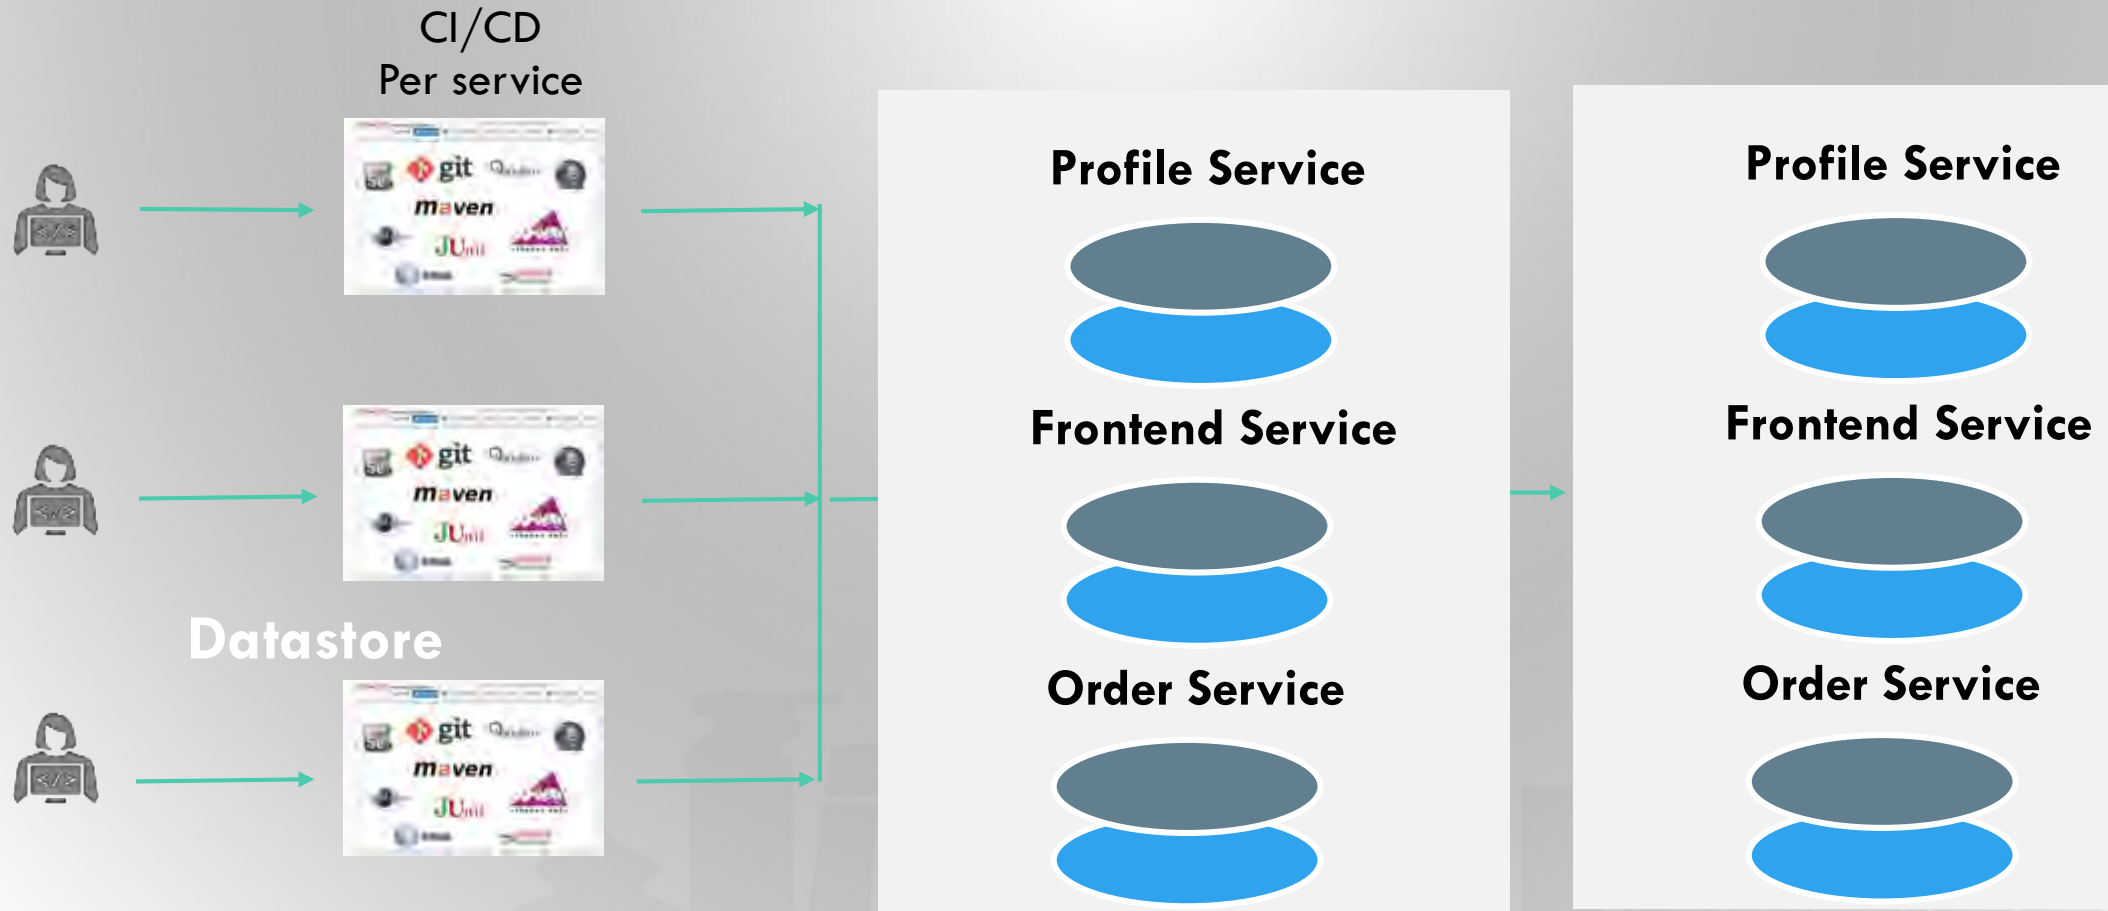 CI/CD
Per service
git
maven
JUnit
Profile Service
Profile Service
</>
git
maven
JUnit
Frontend Service
Frontend Service
</>
Datastore
git
maven
JUnit
Order Service
Order Service
</>